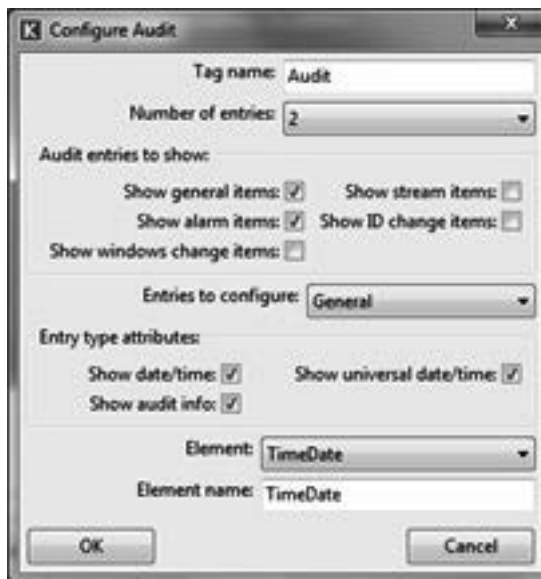 K Configure Audit x
Tag name: Audit
Number of entries: 2
Audit entries to show:
Show general items: Show stream items:
Show alarm items: Show ID change items:
Show windows change items:
Entries to configure: General
Entry type attributes:
Show date/time: Show universal date/time:
Show audit info:
Element: TimeDate
Element name: TimeDate
OK Cancel